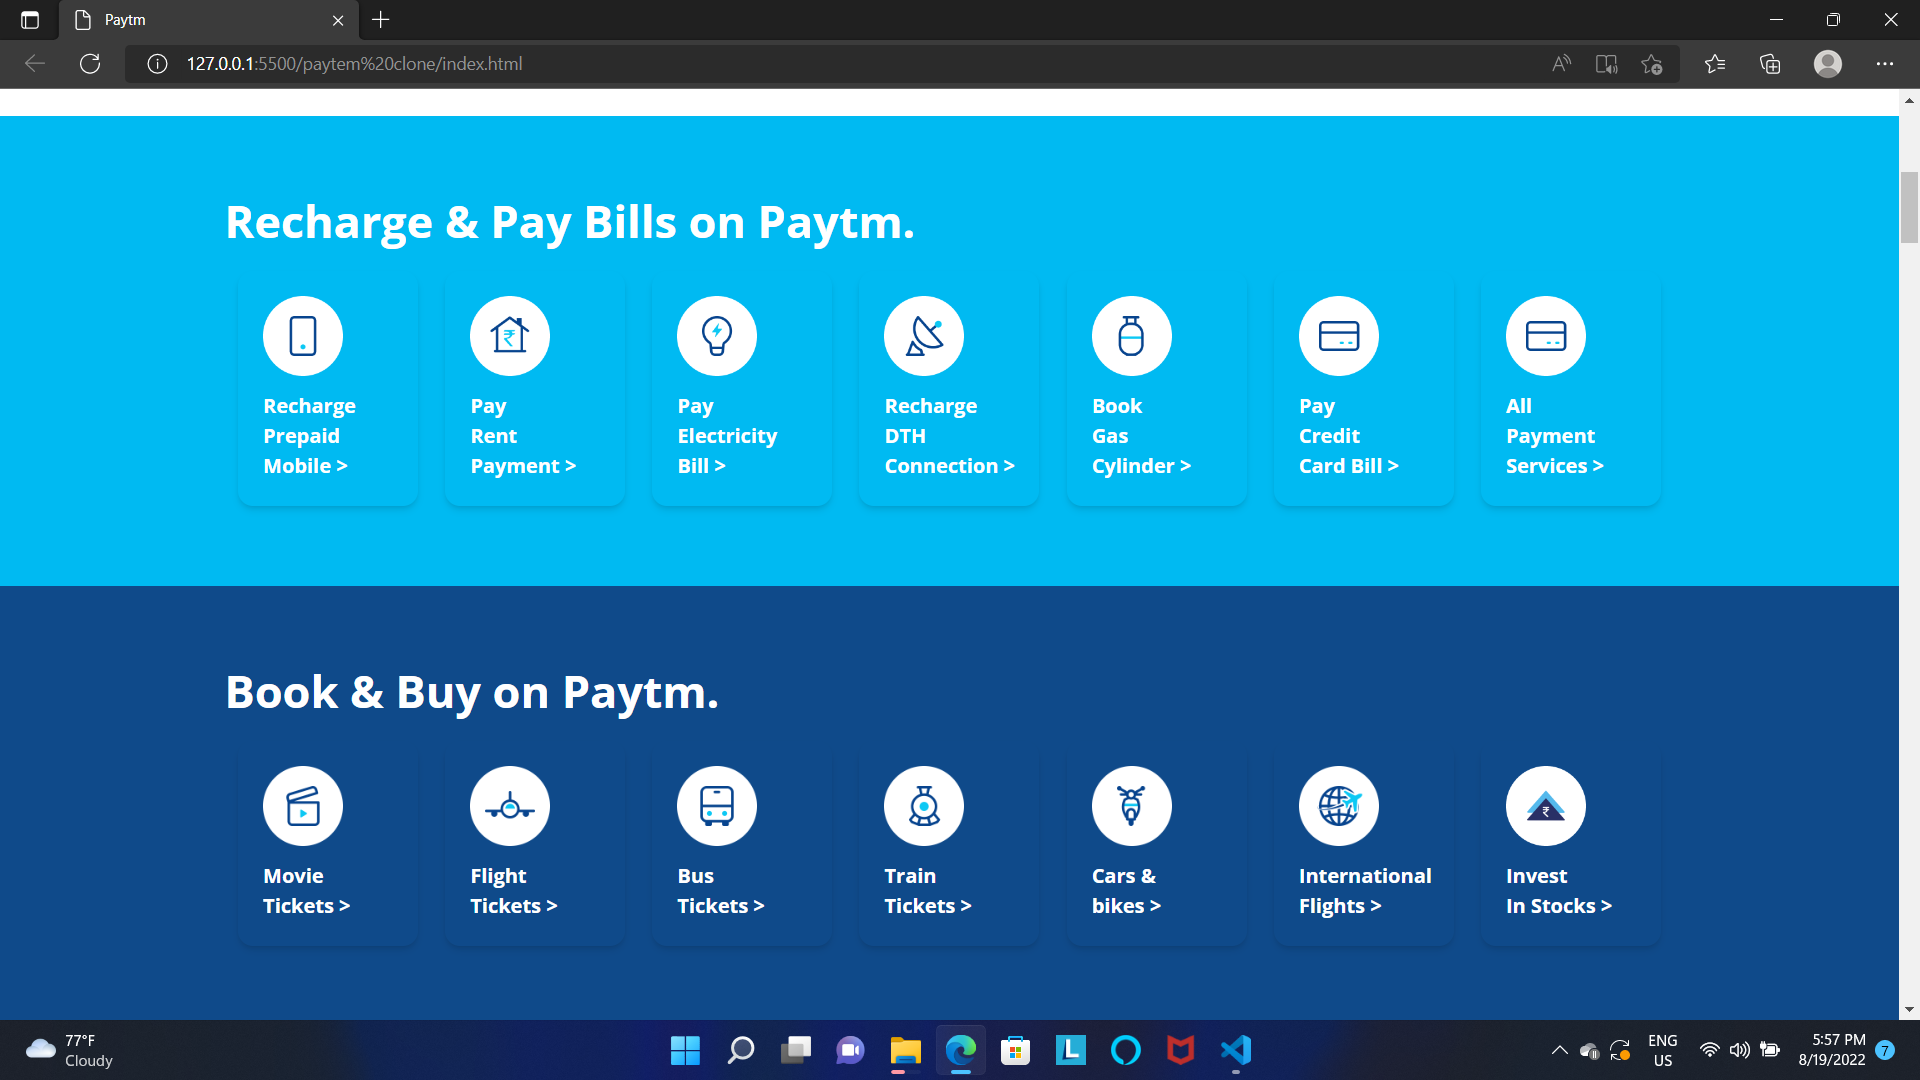 Paytm
127.0.0.1:5500/paytem%20clone/index.html
Recharge & Pay Bills on Paytm.
Recharge
Prepaid
Mobile >
Pay
Rent
Payment >
Pay
Electricity
Bill >
Recharge
DTH
Connection >
Book
Gas
Cylinder >
Pay
Credit
Card Bill >
All
Payment
Services >
Book & Buy on Paytm.
Movie
Tickets >
Flight
Tickets >
Bus
Tickets >
Train
Tickets >
Cars &
bikes >
International
Flights >
Invest
In Stocks >
77°F
Cloudy
L
ENG
US
5:57 PM
8/19/2022
7